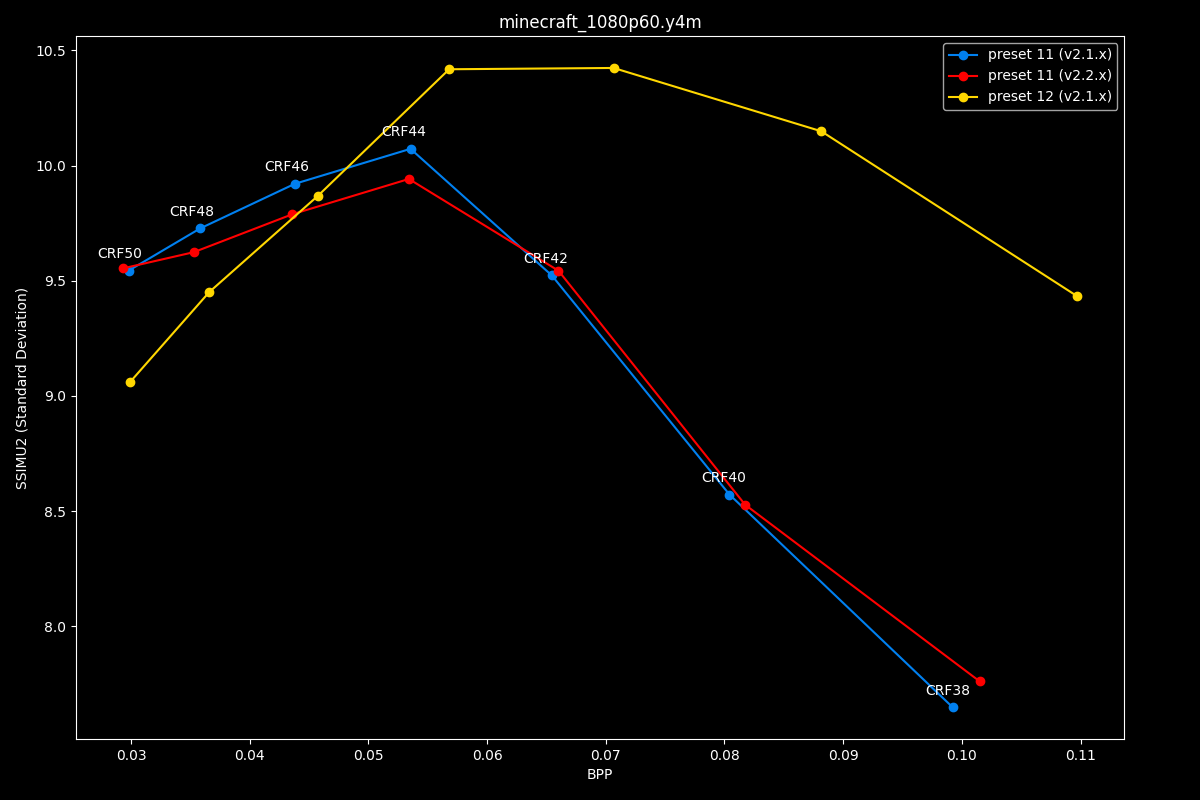 minecraft_1080p60.y4m
preset 11 (v2.1.x)
preset 11 (v2.2.x)
preset 12 (v2.1.x)
SSIMU2 (Standard Deviation)
10.5
10.0
9.5
9.0
8.5
8.0
CRF50
CRF48
CRF46
CRF44
CRF42
CRF40
CRF38
0.03
0.04
0.05
0.06
0.07
0.08
0.09
0.10
0.11
BPP